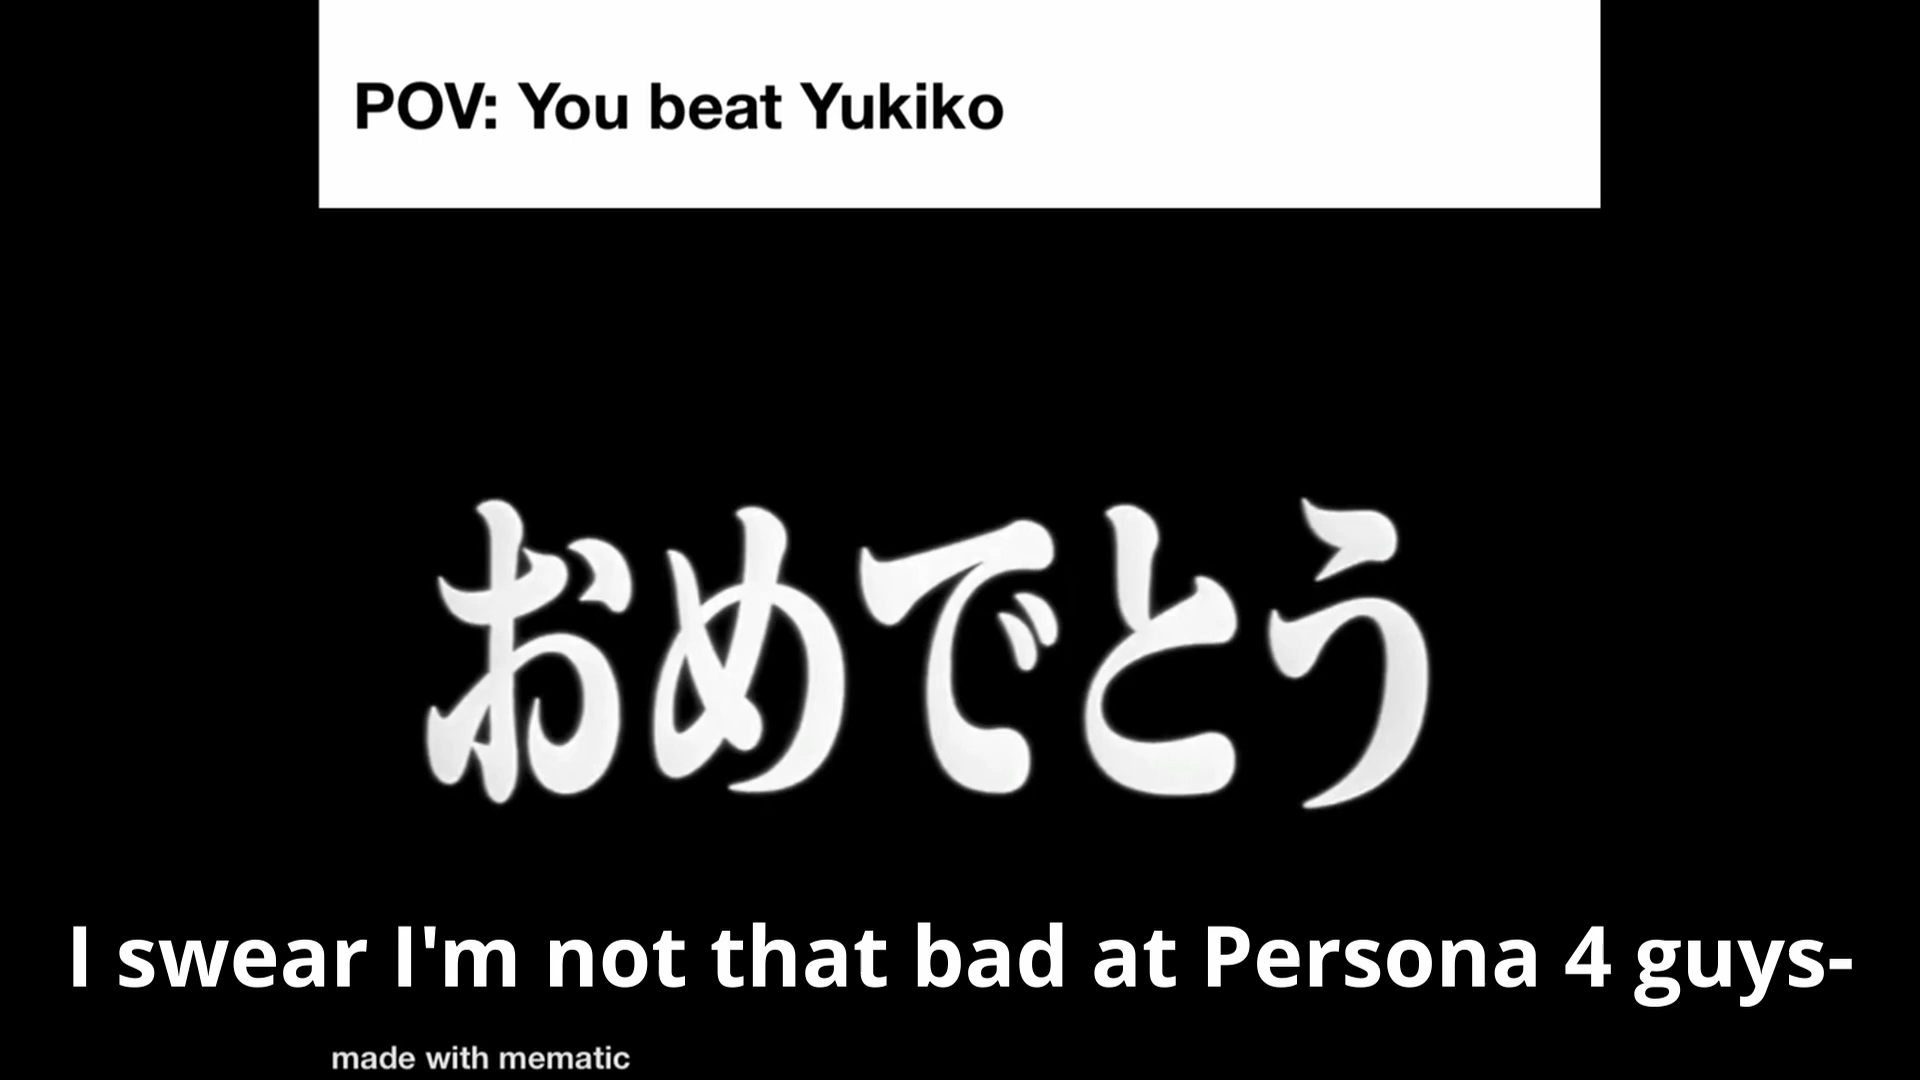 POV: You beat Yukiko
おめでとう
I swear I'm not that bad at Persona 4 guys-
made with mematic